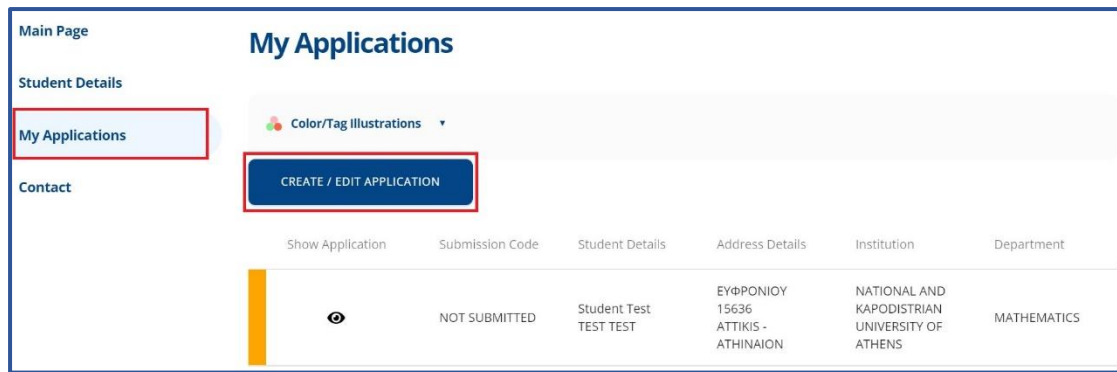 Main Page
Student Details
My Applications
Contact
My Applications
Color/Tag Illustrations
CREATE / EDIT APPLICATION
Show Application Submission Code Student Details Address Details Institution Department
NOT SUBMITTED
Student Test
TEST TEST
ΕΥΦΡΟΝΙΟΥ
15636
ATTIKIS -
ATHINAION
NATIONAL AND
KAPODISTRIAN
UNIVERSITY OF
ATHENS
MATHEMATICS